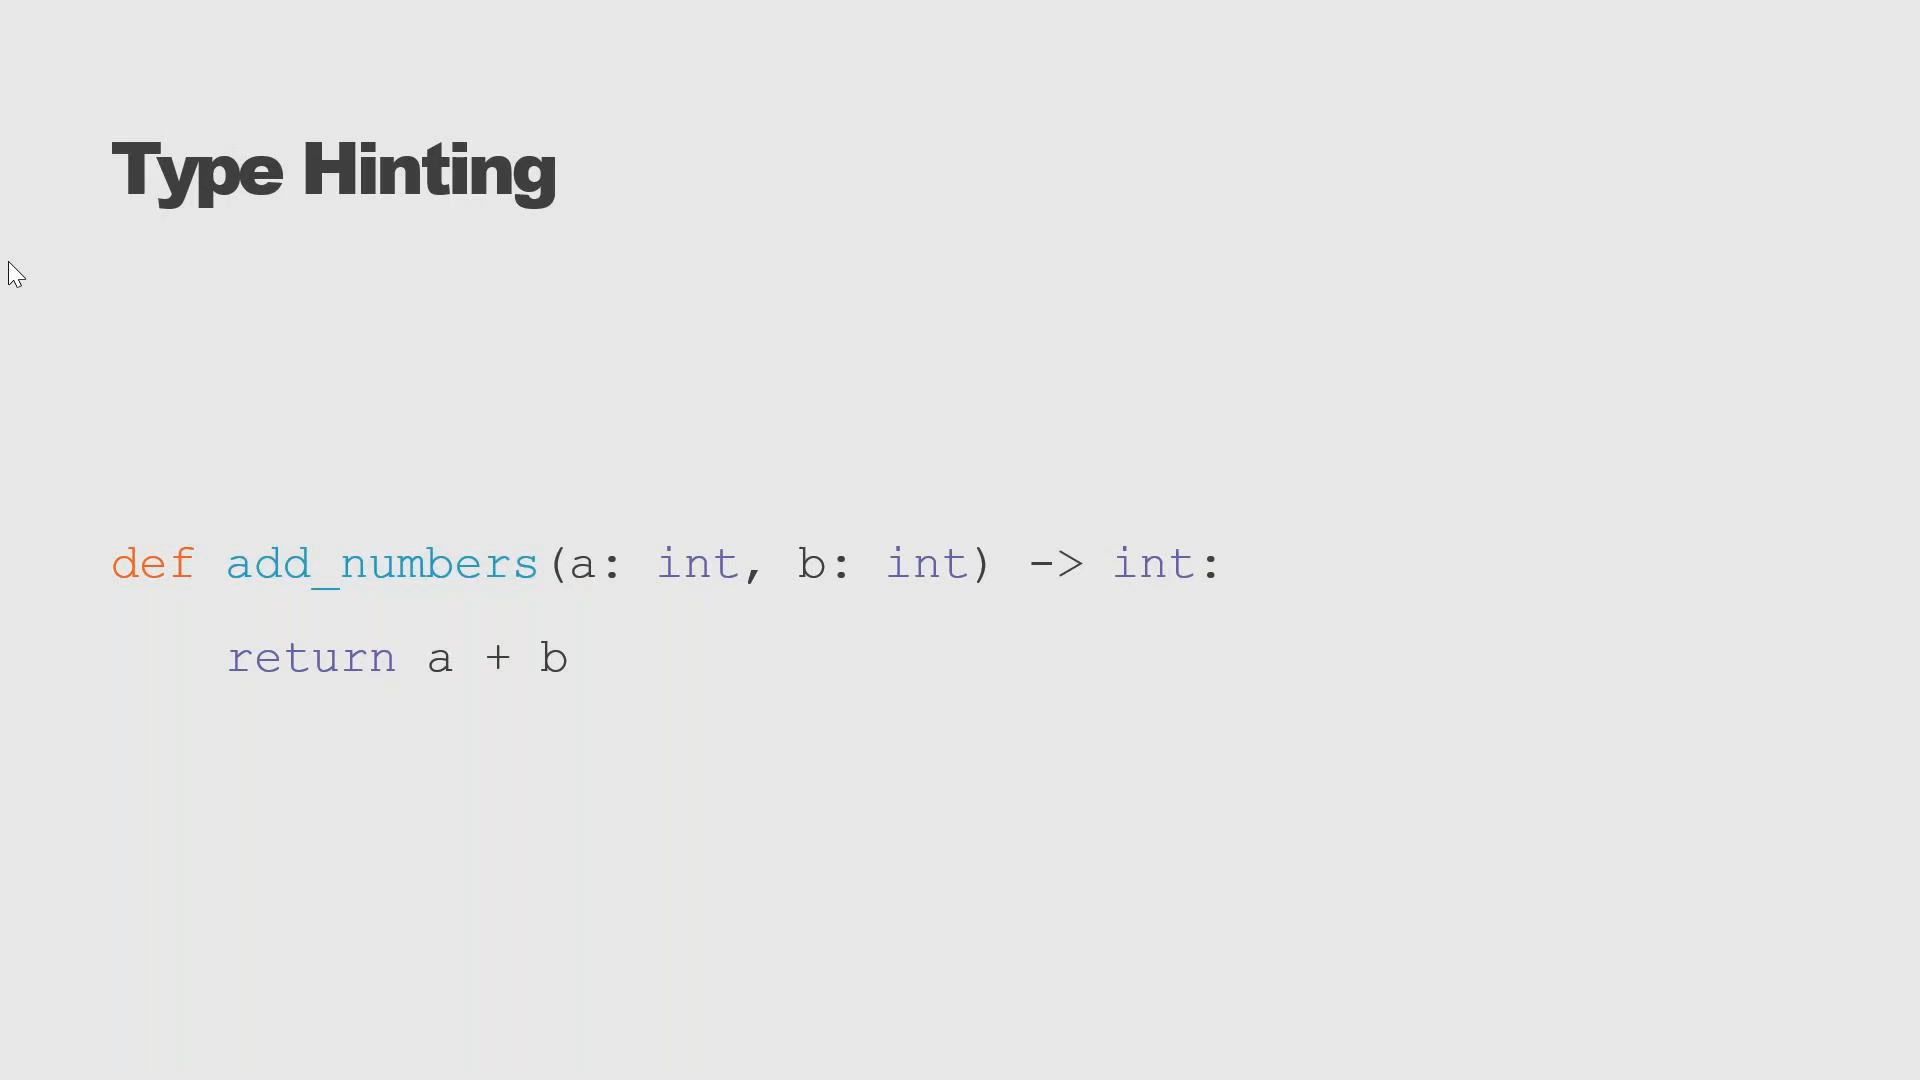 Type Hinting
def add_numbers(a: int, b: int) -> int:
    return a + b